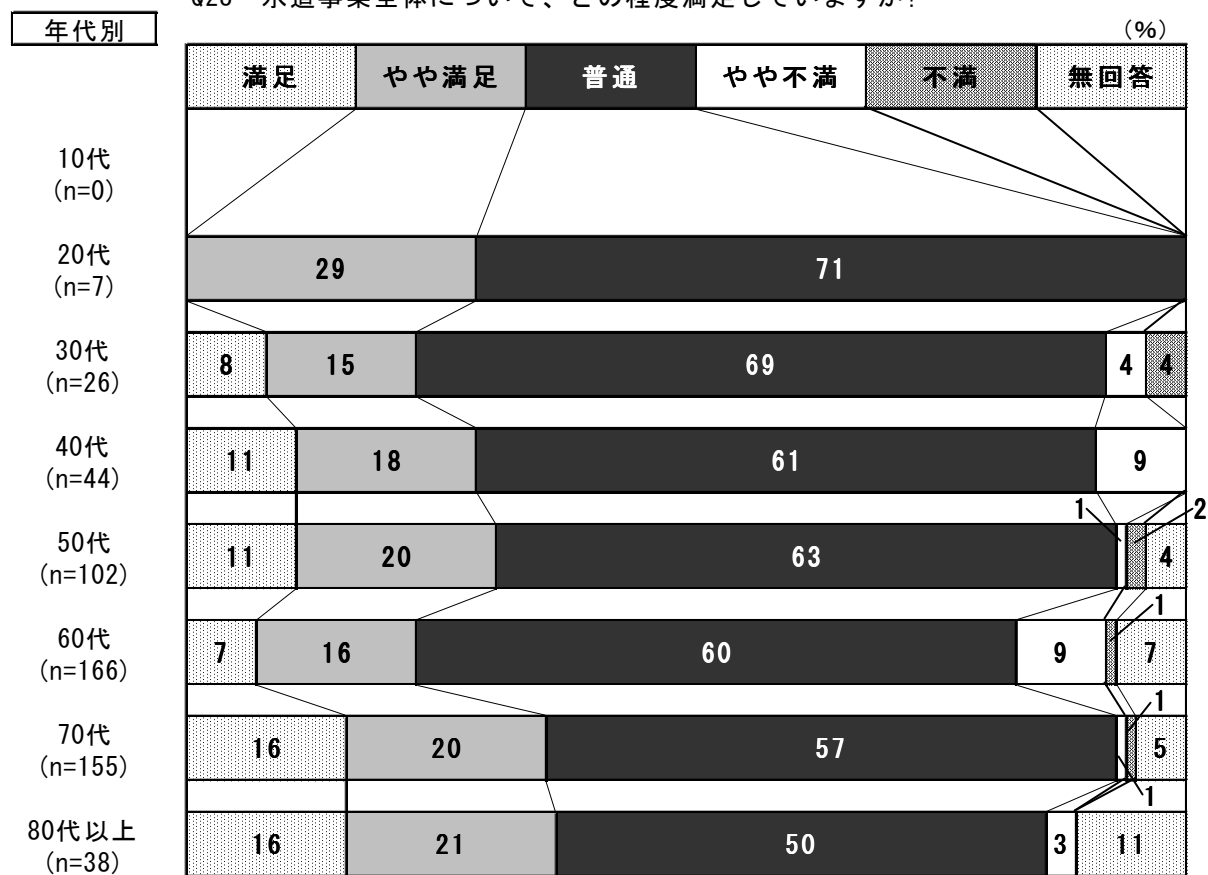 年代別
(%)
満足 やや満足 普通 やや不満 不満 無回答
10代
(n=0)
20代
(n=7)
29 71
30代
(n=26)
8 15 69 4 4
40代
(n=44)
11 18 61 9
50代
(n=102)
11 20 63 1 2 4
60代
(n=166)
7 16 60 9 1 7
70代
(n=155)
16 20 57 1 1 5
80代以上
(n=38)
16 21 50 3 11